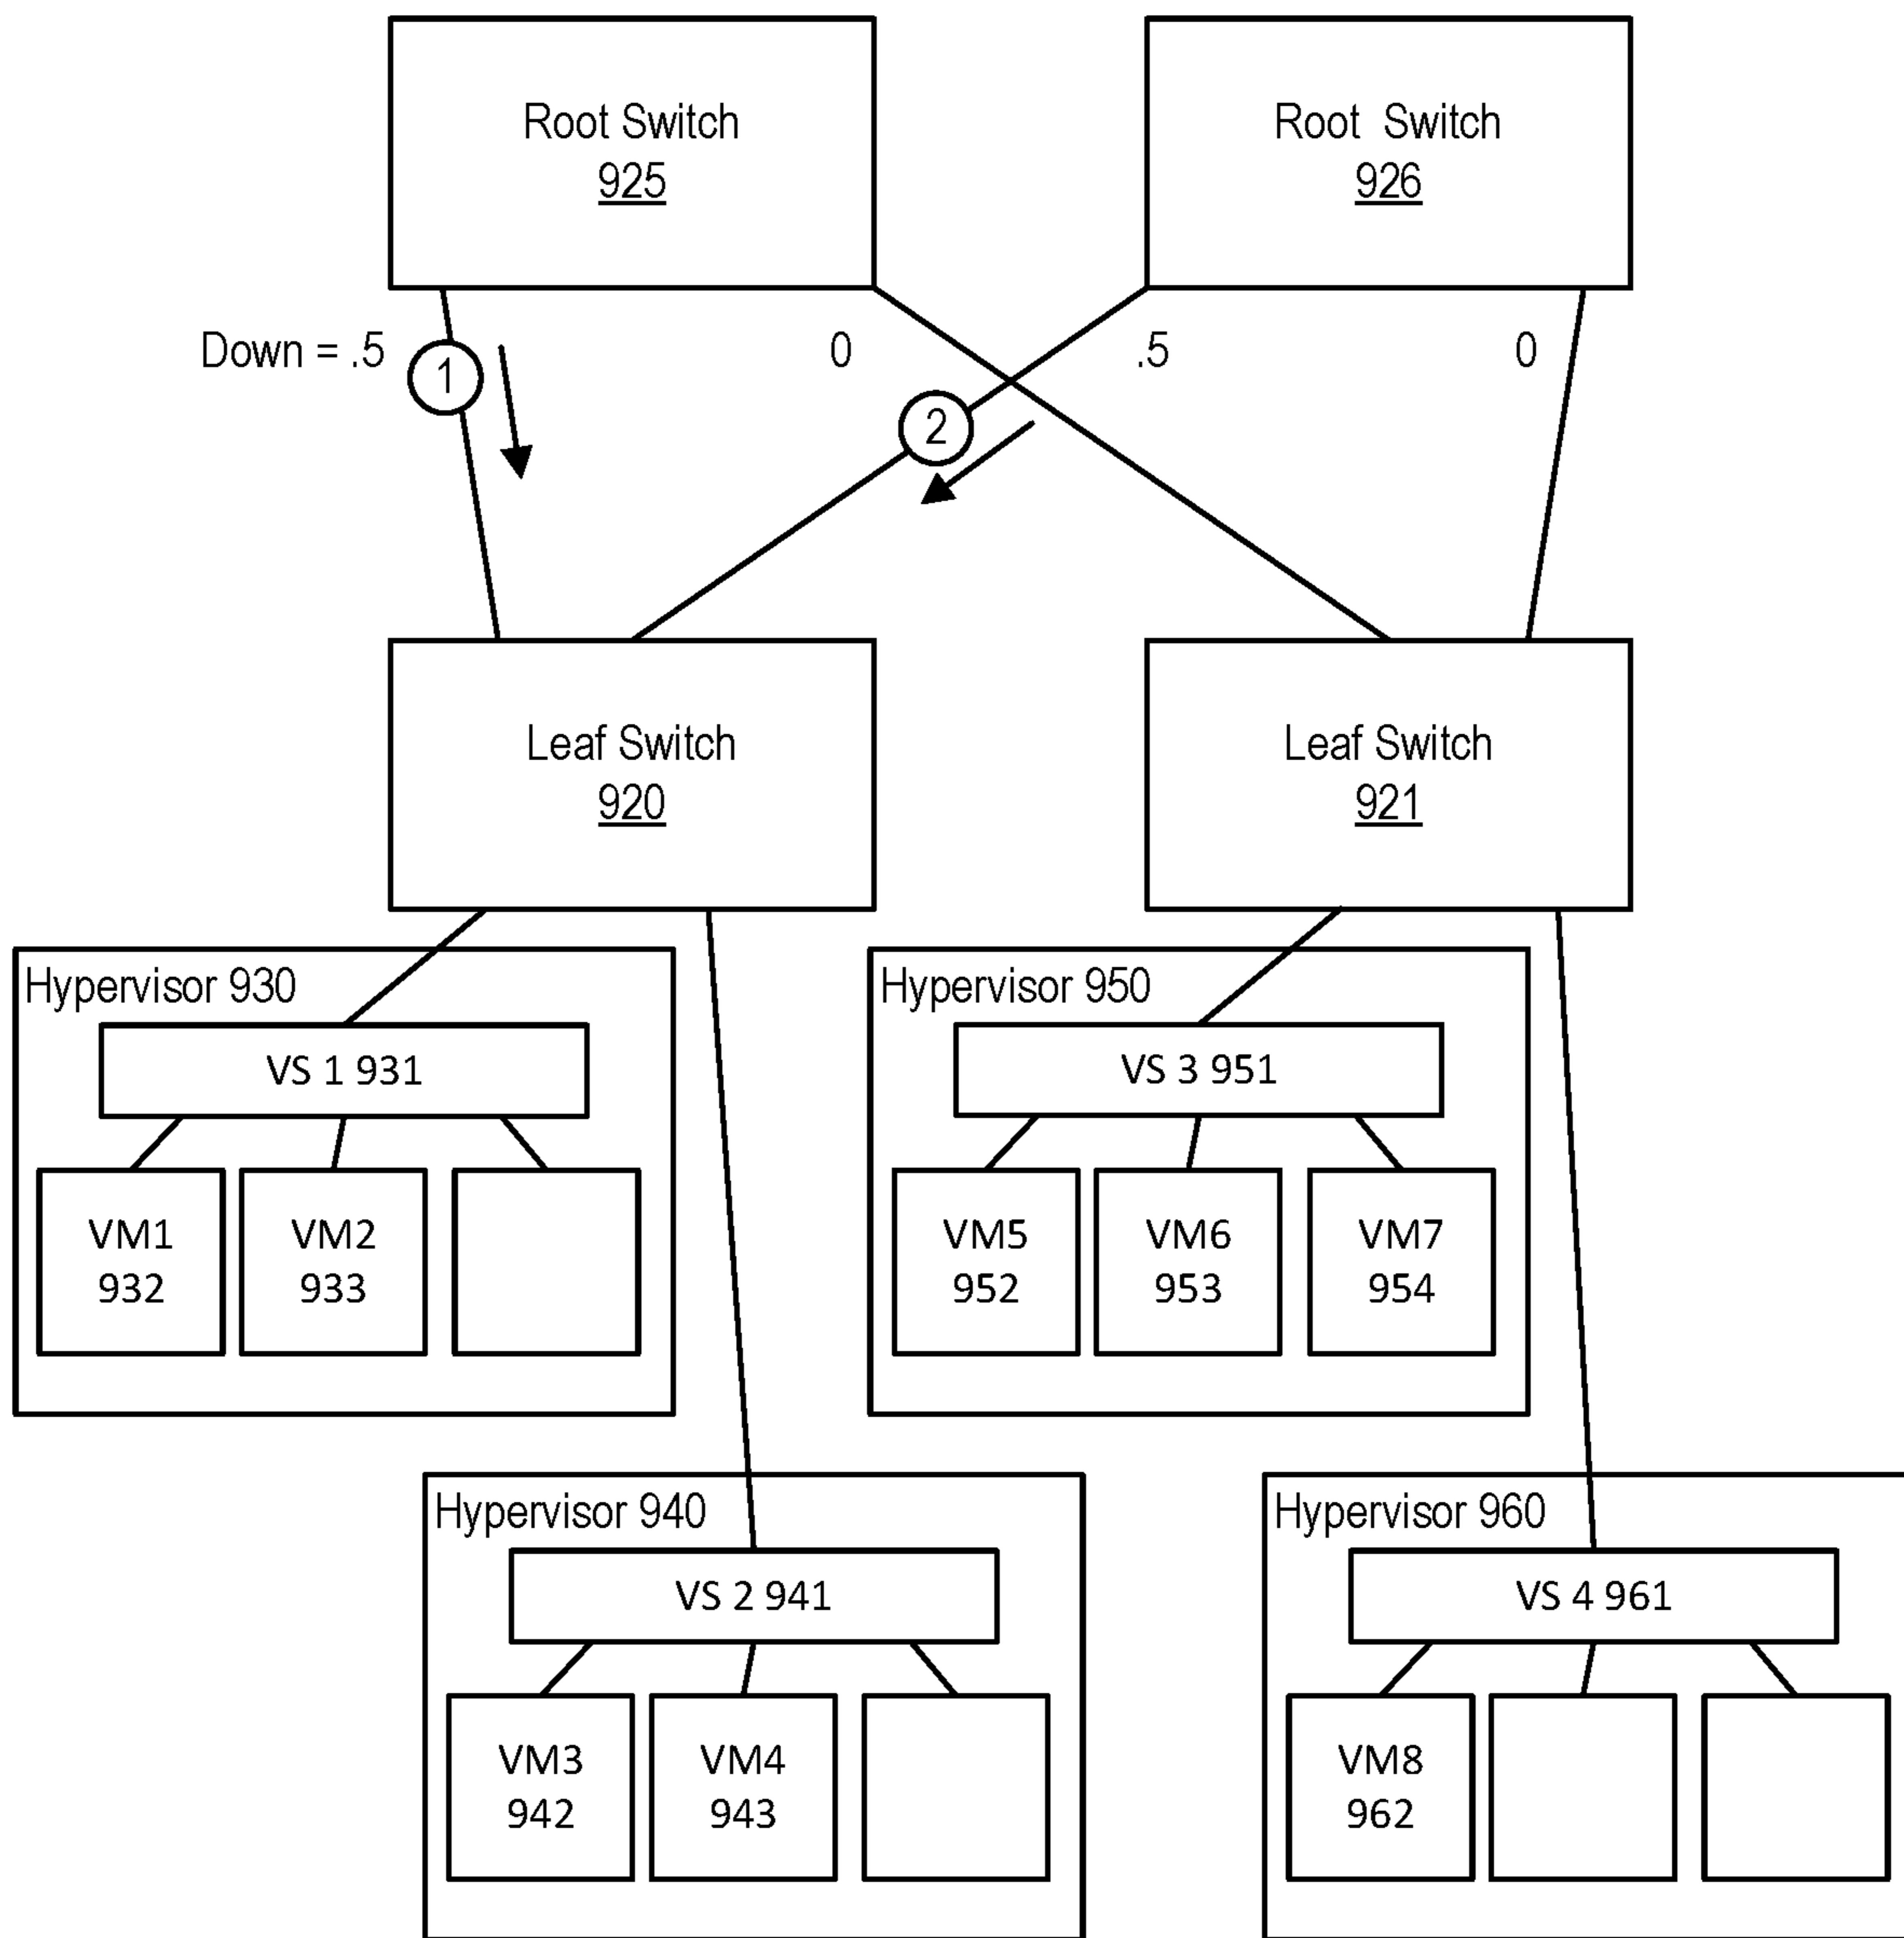 Root Switch
925
Root Switch
926
Down = .5
1
0
.5
0
2
Leaf Switch
920
Leaf Switch
921
Hypervisor 930
VS 1 931
VM1
932
VM2
933
Hypervisor 950
VS 3 951
VM5
952
VM6
953
VM7
954
Hypervisor 940
VS 2 941
VM3
942
VM4
943
Hypervisor 960
VS 4 961
VM8
962